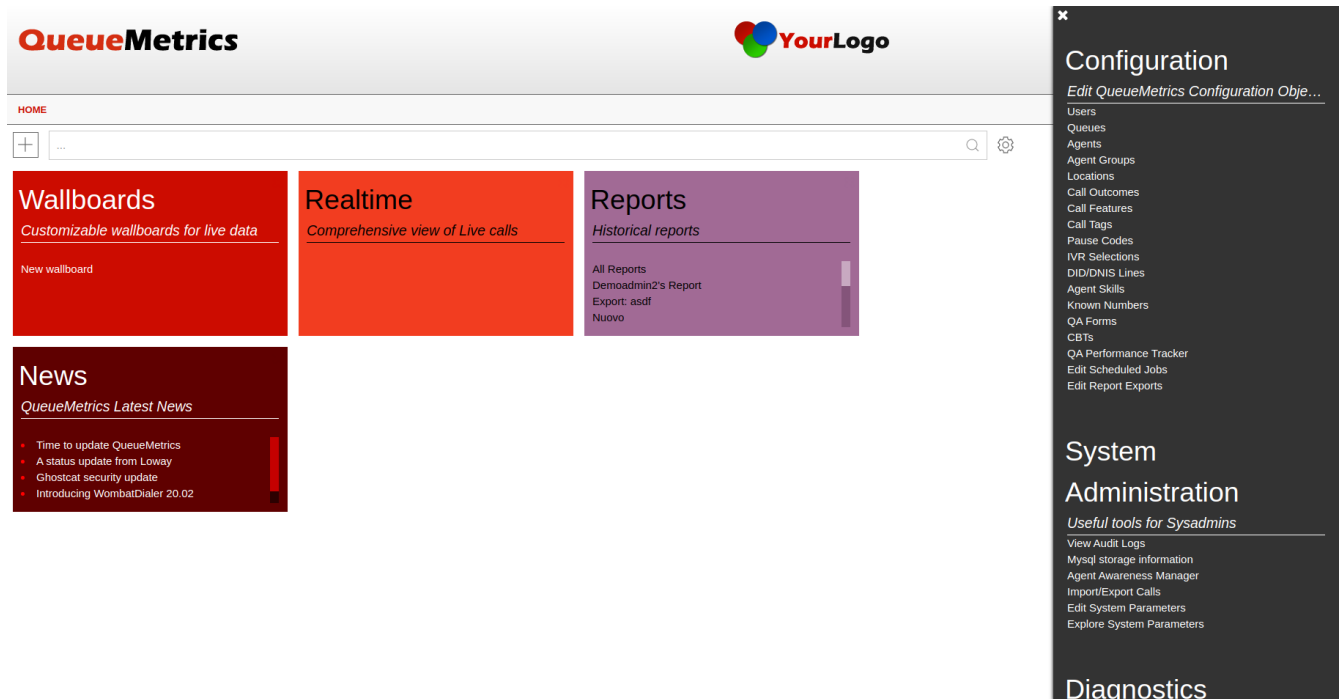 QueueMetrics
YourLogo
HOME
...
Wallboards
Customizable wallboards for live data
New wallboard
Realtime
Comprehensive view of Live calls
Reports
Historical reports
All Reports
Demoadmin2's Report
Export: asdf
Nuovo
News
QueueMetrics Latest News
Time to update QueueMetrics
A status update from Loway
Ghostcat security update
Introducing WombatDialer 20.02
Configuration
Edit QueueMetrics Configuration Obje...
Users
Queues
Agents
Agent Groups
Locations
Call Outcomes
Call Features
Call Tags
Pause Codes
IVR Selections
DID/DNIS Lines
Agent Skills
Known Numbers
QA Forms
CBTs
QA Performance Tracker
Edit Scheduled Jobs
Edit Report Exports
System
Administration
Useful tools for Sysadmins
View Audit Logs
Mysql storage information
Agent Awareness Manager
Import/Export Calls
Edit System Parameters
Explore System Parameters
Diagnostics